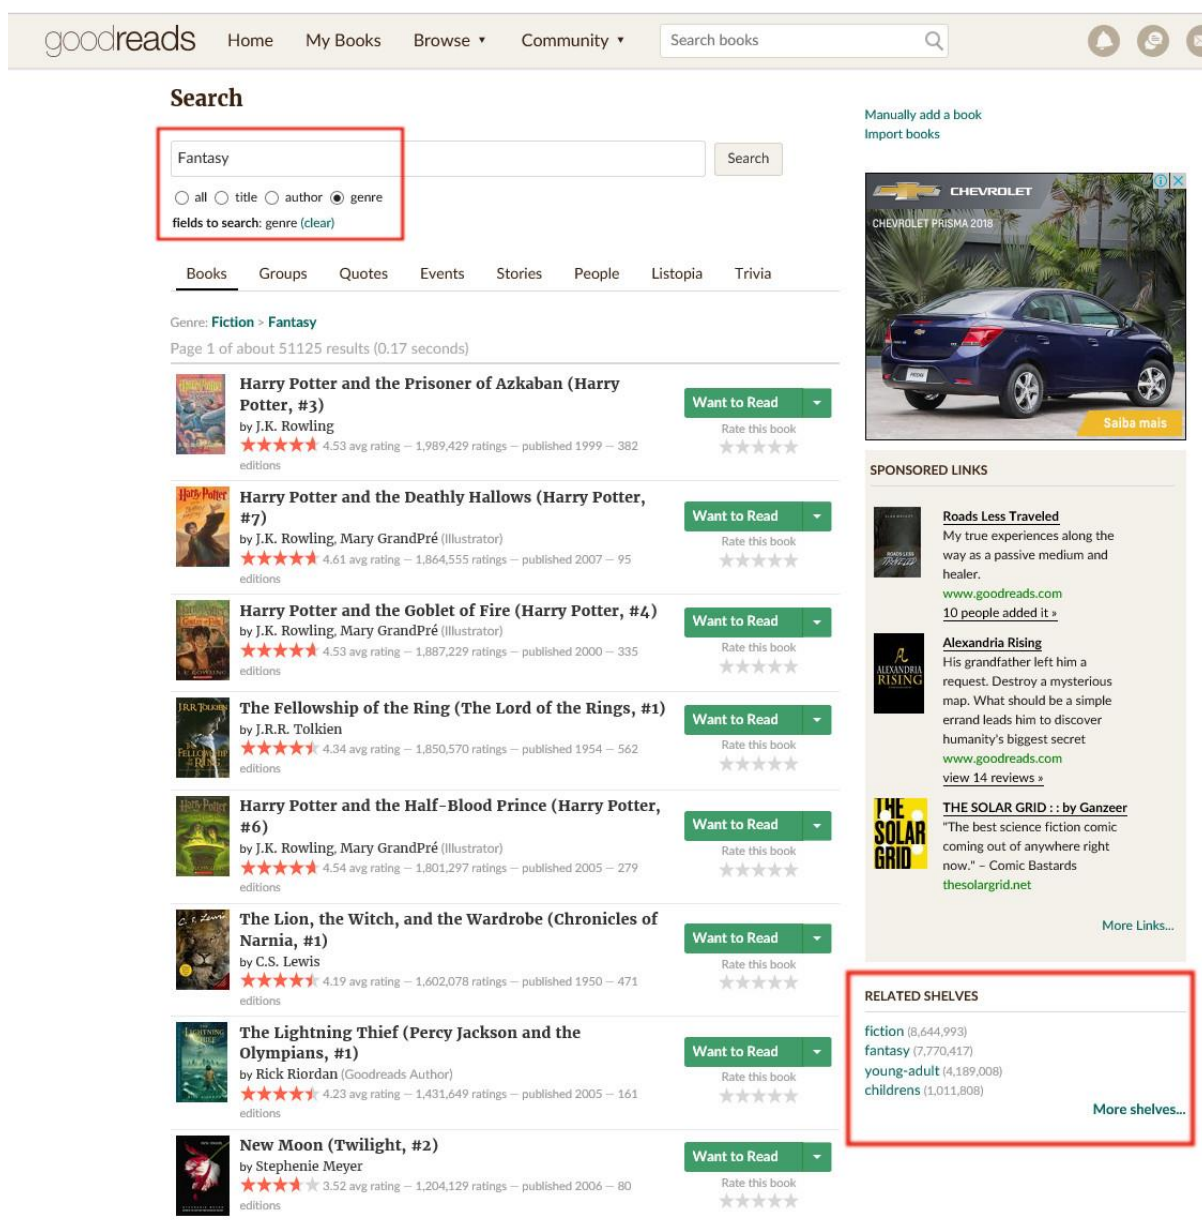 goodreads Home My Books Browse ▾ Community ▾ Search books
Search
Fantasy Search
all title author genre
fields to search: genre (clear)
Books Groups Quotes Events Stories People Listopia Trivia
Genre: Fiction > Fantasy
Page 1 of about 51125 results (0.17 seconds)
Harry Potter and the Prisoner of Azkaban (Harry
Potter, #3)
by J.K. Rowling
4.53 avg rating — 1,989,429 ratings — published 1999 — 382
editions
Want to Read
Rate this book
Harry Potter
Harry Potter and the Deathly Hallows (Harry Potter,
#7)
by J.K. Rowling, Mary GrandPré (Illustrator)
4.61 avg rating — 1,864,555 ratings — published 2007 — 95
editions
Want to Read
Rate this book
Harry Potter and the Goblet of Fire (Harry Potter, #4)
by J.K. Rowling, Mary GrandPré (Illustrator)
4.53 avg rating — 1,887,229 ratings — published 2000 — 335
editions
Want to Read
Rate this book
J.R.R. TOLKIEN
The Fellowship of the Ring (The Lord of the Rings, #1)
by J.R.R. Tolkien
4.34 avg rating — 1,850,570 ratings — published 1954 — 562
editions
Want to Read
Rate this book
Harry Potter
Harry Potter and the Half-Blood Prince (Harry Potter,
#6)
by J.K. Rowling, Mary GrandPré (Illustrator)
4.54 avg rating — 1,801,297 ratings — published 2005 — 279
editions
Want to Read
Rate this book
C. S. Lewis
The Lion, the Witch, and the Wardrobe (Chronicles of
Narnia, #1)
by C.S. Lewis
4.19 avg rating — 1,602,078 ratings — published 1950 — 471
editions
Want to Read
Rate this book
The Lightning Thief (Percy Jackson and the
Olympians, #1)
by Rick Riordan (Goodreads Author)
4.23 avg rating — 1,431,649 ratings — published 2005 — 161
editions
Want to Read
Rate this book
New Moon (Twilight, #2)
by Stephenie Meyer
3.52 avg rating — 1,204,129 ratings — published 2006 — 80
editions
Want to Read
Rate this book
Manually add a book
Import books
CHEVROLET
CHEVROLET PRISMA 2018
Saiba mais
SPONSORED LINKS
Roads Less Traveled
My true experiences along the
way as a passive medium and
healer.
www.goodreads.com
10 people added it »
ALEXANDRIA
RISING
Alexandria Rising
His grandfather left him a
request. Destroy a mysterious
map. What should be a simple
errand leads him to discover
humanity's biggest secret
www.goodreads.com
view 14 reviews »
THE
SOLAR
GRID
THE SOLAR GRID : : by Ganzeer
"The best science fiction comic
coming out of anywhere right
now." – Comic Bastards
thesolargrid.net
More Links...
RELATED SHELVES
fiction (8,644,993)
fantasy (7,770,417)
young-adult (4,189,008)
childrens (1,011,808)
More shelves...